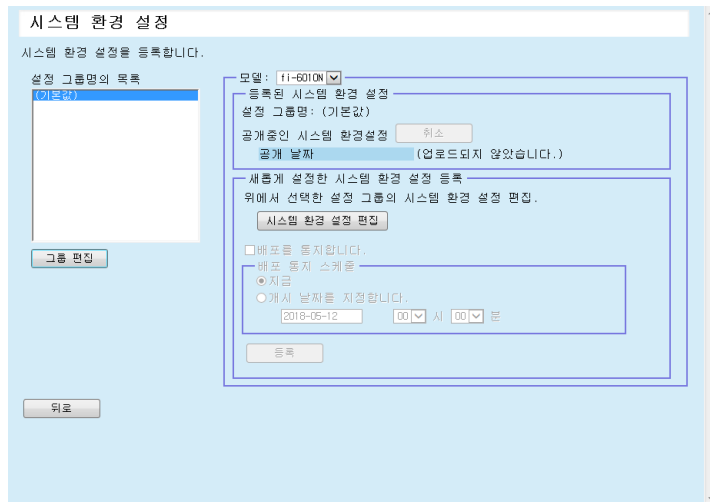 시스템 환경 설정
시스템 환경 설정을 등록합니다.
설정 그룹명의 목록
(기본값)
그룹 편집
모델: fi-6010N
등록된 시스템 환경 설정
설정 그룹명: (기본값)
공개중인 시스템 환경설정 취소
공개 날짜 (업로드되지 않았습니다.)
새롭게 설정한 시스템 환경 설정 등록
위에서 선택한 설정 그룹의 시스템 환경 설정 편집.
시스템 환경 설정 편집
배포를 통지합니다.
배포 통지 스케줄
지금
개시 날짜를 지정합니다.
2018-05-12 00 시 00 분
등록
뒤로